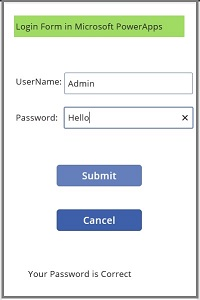 Login Form in Microsoft PowerApps
UserName: Admin
Password: Hello
Submit
Cancel
Your Password is Correct